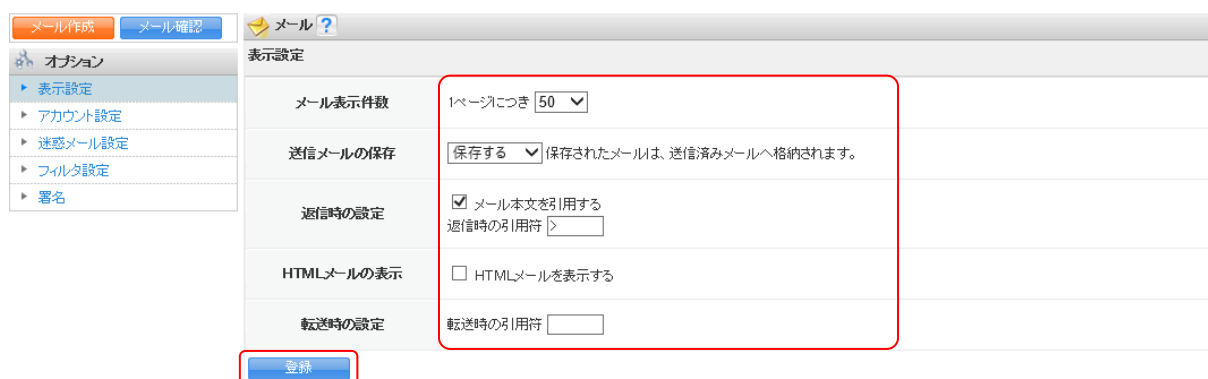 メール作成 メール確認
オプション
表示設定
アカウント設定
迷惑メール設定
フィルタ設定
署名
メール ?
表示設定
メール表示件数 1ページにつき 50
送信メールの保存 保存する 保存されたメールは、送信済みメールへ格納されます。
返信時の設定 メール本文を引用する
返信時の引用符 >
HTMLメールの表示 HTMLメールを表示する
転送時の設定 転送時の引用符
登録